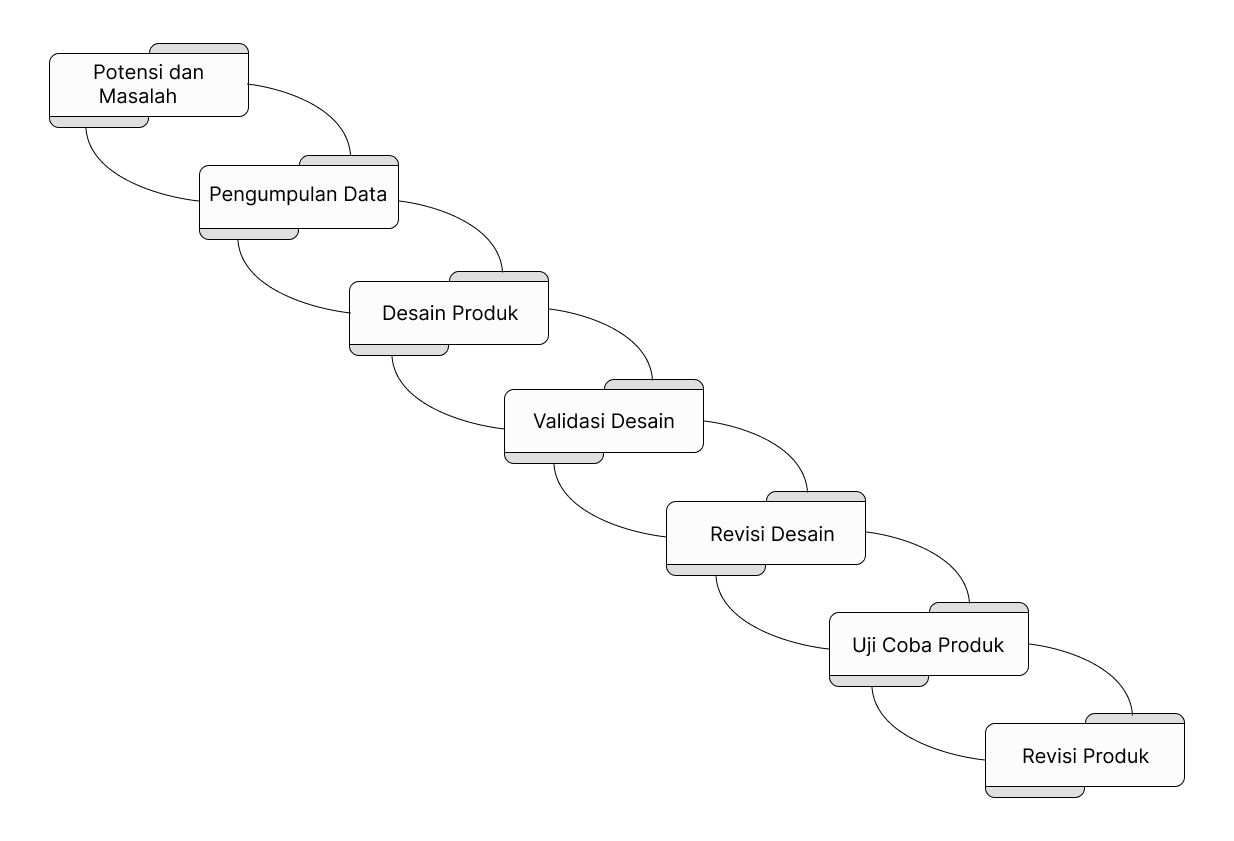 Potensi dan
Masalah
Pengumpulan Data
Desain Produk
Validasi Desain
Revisi Desain
Uji Coba Produk
Revisi Produk